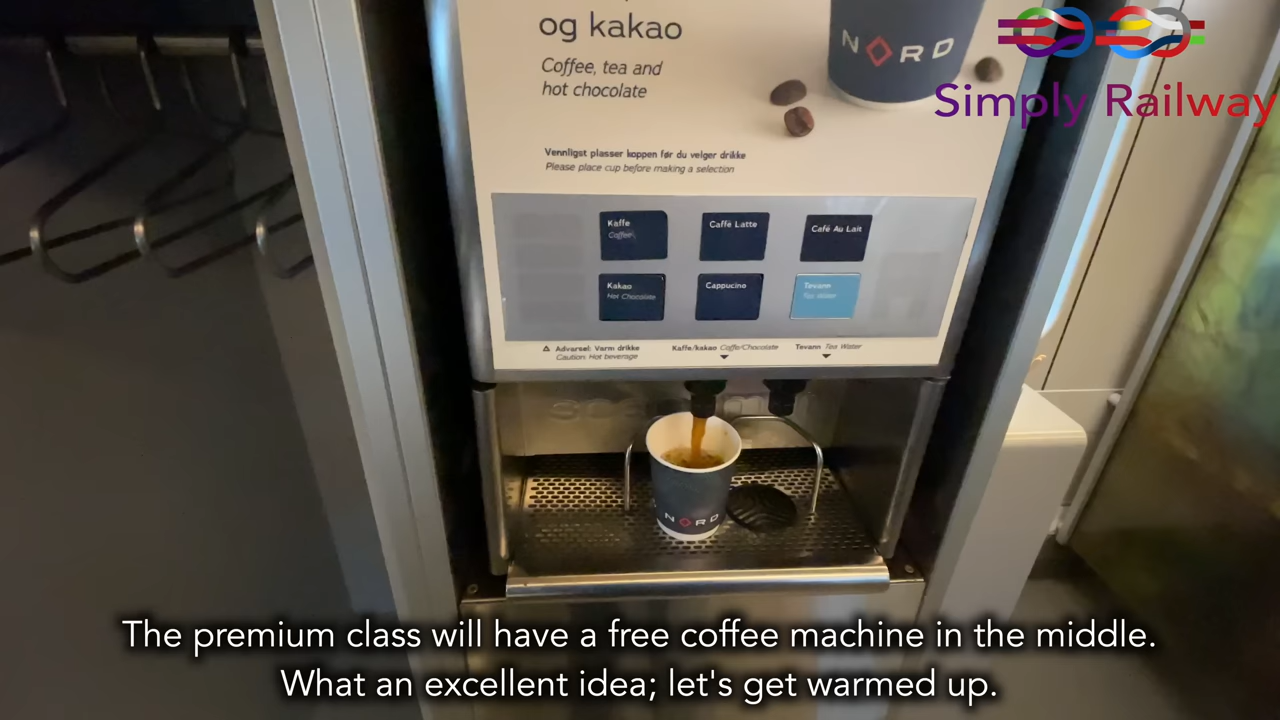 og kakao
Coffee, tea and
hot chocolate
NORD
Simply Railway
Vennligst plasser koppen før du velger drikke
Please place cup before making a selection
Kaffe
Coffee
Caffè Latte
Café Au Lait
Kakao
Hot Chocolate
Cappucino
Tevann
Tea Water
Advarsel: Varm drikke
Caution: Hot beverage
Kaffe/kakao Coffe/Chocolate
Tevann Tea Water
NORD
The premium class will have a free coffee machine in the middle.
What an excellent idea; let's get warmed up.